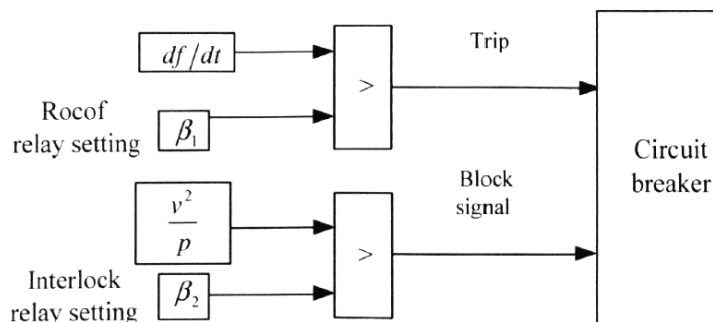 df/dt
Trip
>
Rocof
relay setting
β₁
Circuit
breaker
v²
p
Block
signal
>
Interlock
relay setting
β₂